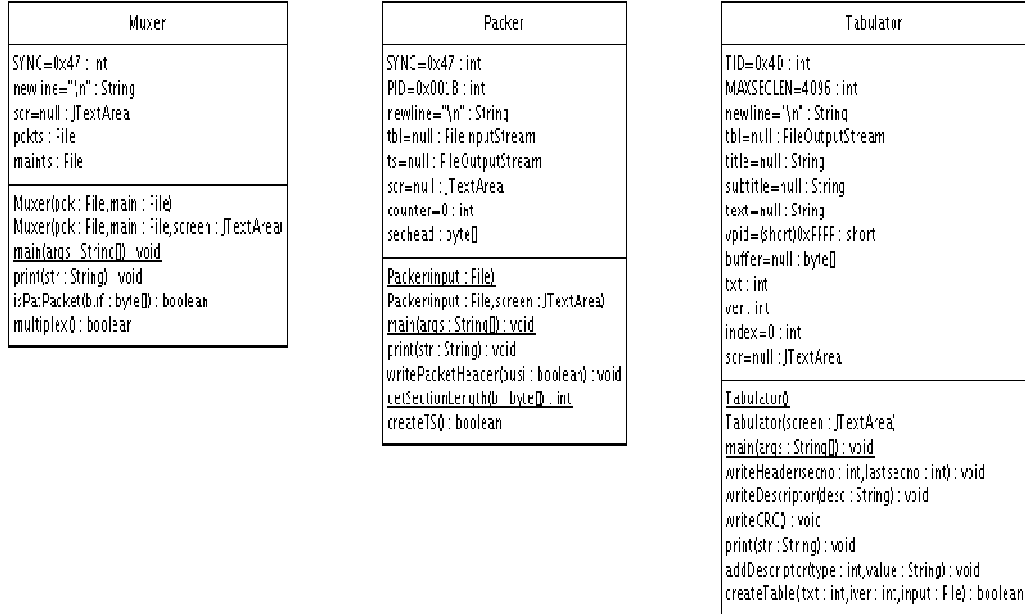 Muxer
SYNC=0x47 : int
newline="\n" : String
scr=null : JTextArea
pckts : File
maints : File
Muxer(pck : File,main : File)
Muxer(pck : File,main : File,screen : JTextArea)
main(args : String[]) : void
print(str : String) : void
isPatPacket(buf : byte[]) : boolean
multiplex() : boolean
Packer
SYNC=0x47 : int
PID=0x001B : int
newline="\n" : String
tbl=null : FileInputStream
ts=null : FileOutputStream
scr=null : JTextArea
counter=0 : int
sechead : byte[]
Packer(input : File)
Packer(input : File,screen : JTextArea)
main(args : String[]) : void
print(str : String) : void
writePacketHeader(pusi : boolean) : void
getSectionLength(b : byte[]) : int
createTS() : boolean
Tabulator
TID=0x4D : int
MAXSECLEN=4096 : int
newline="\n" : String
tbl=null : FileOutputStream
title=null : String
subtitle=null : String
text=null : String
vpid=(short)0xFFFF : short
buffer=null : byte[]
txt : int
ver : int
index=0 : int
scr=null : JTextArea
Tabulator()
Tabulator(screen : JTextArea)
main(args : String[]) : void
writeHeader(secno : int,lastsecno : int) : void
writeDescriptor(desc : String) : void
writeCRC() : void
print(str : String) : void
addDescriptor(type : int,value : String) : void
createTable(txt : int,iver : int,input : File) : boolean